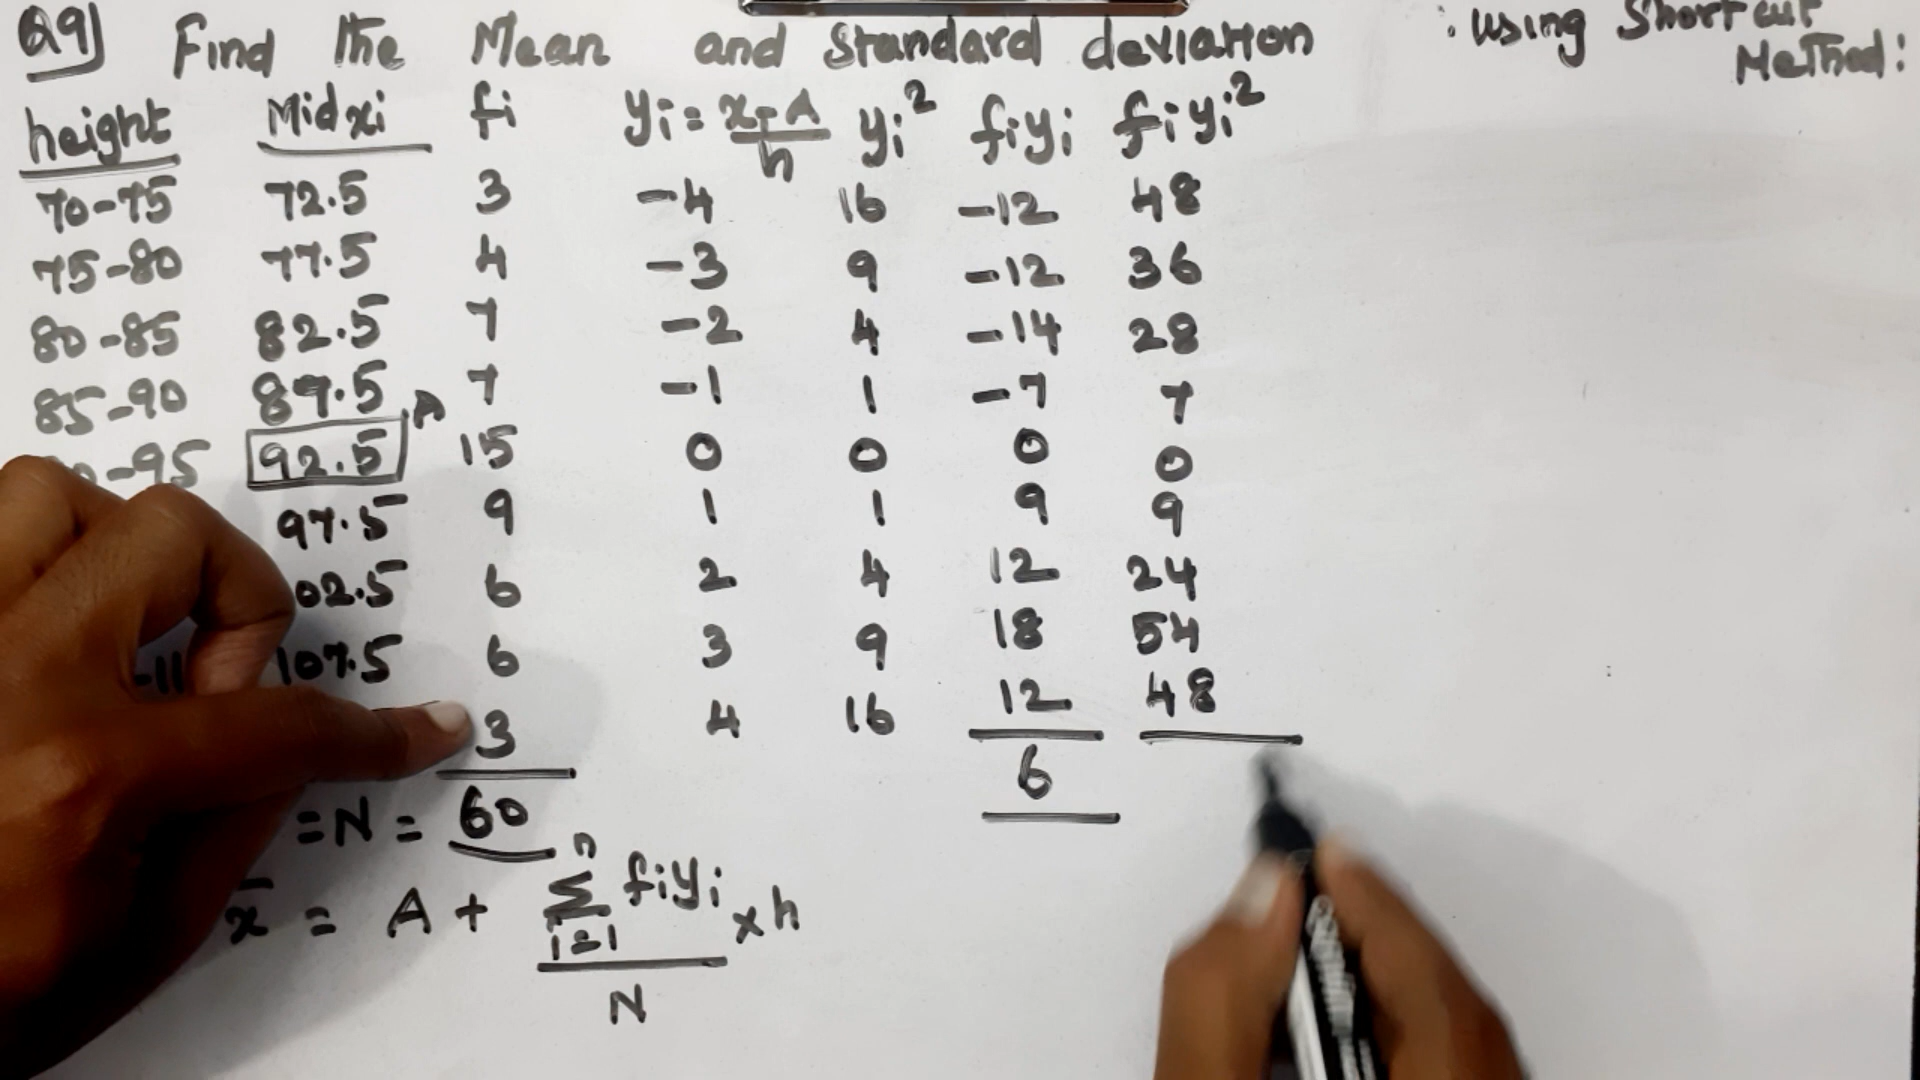 Q9) Find the Mean and Standard deviation : Using Shortcut Method:
height Mid xi fi yi = xi-A/h yi² fiyi fiyi²
70-75 72.5 3 -4 16 -12 48
75-80 77.5 4 -3 9 -12 36
80-85 82.5 7 -2 4 -14 28
85-90 87.5 7 -1 1 -7 7
0-95 92.5 A 15 0 0 0 0
97.5 9 1 1 9 9
02.5 6 2 4 12 24
-11 107.5 6 3 9 18 54
3 4 16 12 48
=N= 60 6
x̄ = A + n Σ i=1 fiyi × h
N